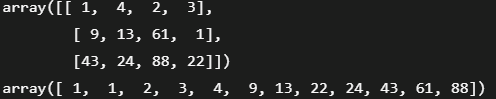 array([[ 1,  4,  2,  3],
       [ 9, 13, 61,  1],
       [43, 24, 88, 22]])
array([ 1,  1,  2,  3,  4,  9, 13, 22, 24, 43, 61, 88])